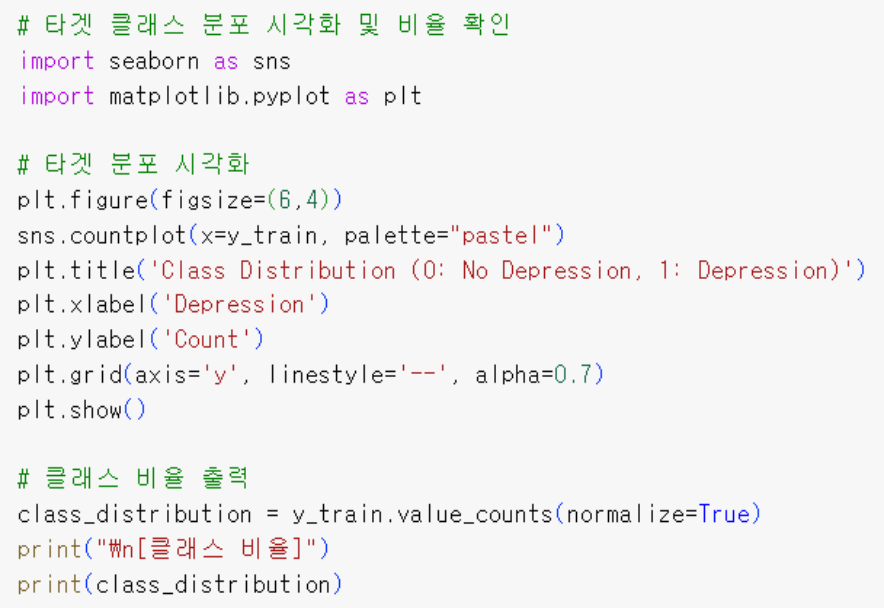 # 타겟 클래스 분포 시각화 및 비율 확인
import seaborn as sns
import matplotlib.pyplot as plt
# 타겟 분포 시각화
plt.figure(figsize=(6,4))
sns.countplot(x=y_train, palette="pastel")
plt.title('Class Distribution (0: No Depression, 1: Depression)')
plt.xlabel('Depression')
plt.ylabel('Count')
plt.grid(axis='y', linestyle='--', alpha=0.7)
plt.show()
# 클래스 비율 출력
class_distribution = y_train.value_counts(normalize=True)
print("₩n[클래스 비율]")
print(class_distribution)